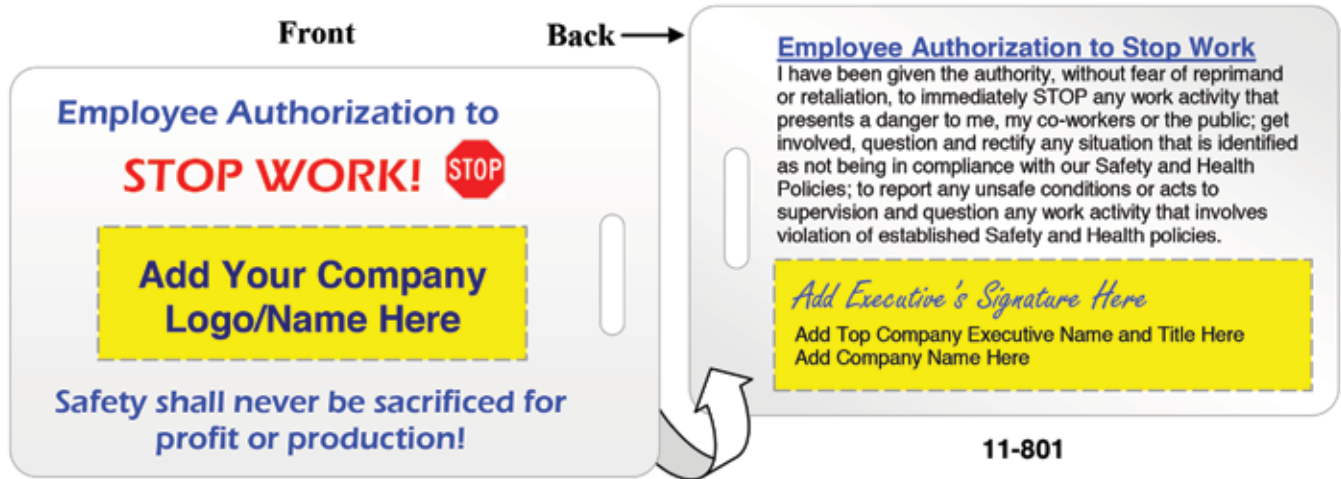 Front
Employee Authorization to
STOP WORK!
STOP
Add Your Company
Logo/Name Here
Safety shall never be sacrificed for
profit or production!
Back
Employee Authorization to Stop Work
I have been given the authority, without fear of reprimand
or retaliation, to immediately STOP any work activity that
presents a danger to me, my co-workers or the public; get
involved, question and rectify any situation that is identified
as not being in compliance with our Safety and Health
Policies; to report any unsafe conditions or acts to
supervision and question any work activity that involves
violation of established Safety and Health policies.
Add Executive's Signature Here
Add Top Company Executive Name and Title Here
Add Company Name Here
11-801